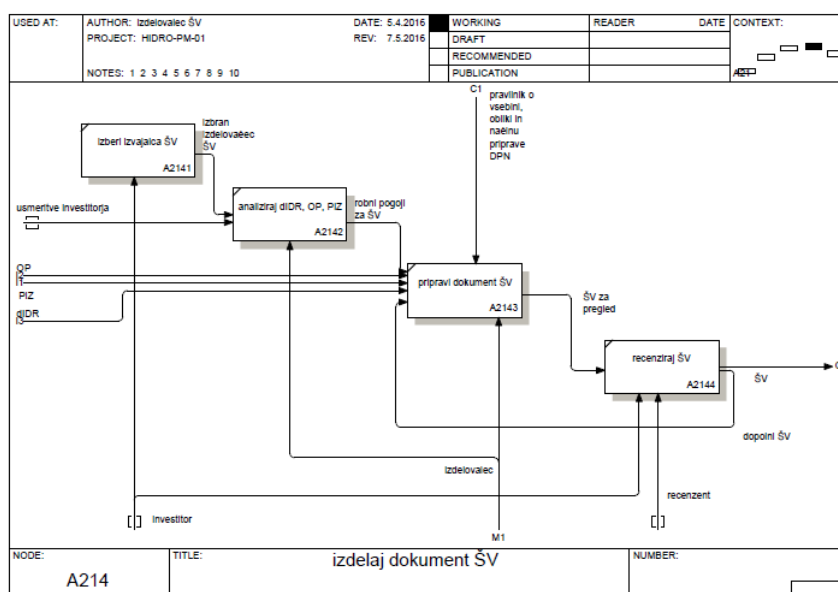 USED AT:
AUTHOR: Izdelovalec ŠV
DATE: 5.4.2016
WORKING
READER
DATE
CONTEXT:
PROJECT: HIDRO-PM-01
REV: 7.5.2016
DRAFT
RECOMMENDED
NOTES: 1 2 3 4 5 6 7 8 9 10
PUBLICATION
A21
C1
pravilnik o
vsebini,
obliki in
načinu
priprave
DPN
izberi izvajalca ŠV
A2141
izbran
izdelovaēec
ŠV
usmeritve investitorja
analiziraj dIDR, OP, PIZ
A2142
robni pogoji
za ŠV
OP
I2
I1
PIZ
dIDR
I3
pripravi dokument ŠV
A2143
ŠV za
pregled
recenziraj ŠV
A2144
ŠV
dopolni ŠV
izdelovalec
recenzent
investitor
M1
NODE:
A214
TITLE:
izdelaj dokument ŠV
NUMBER: